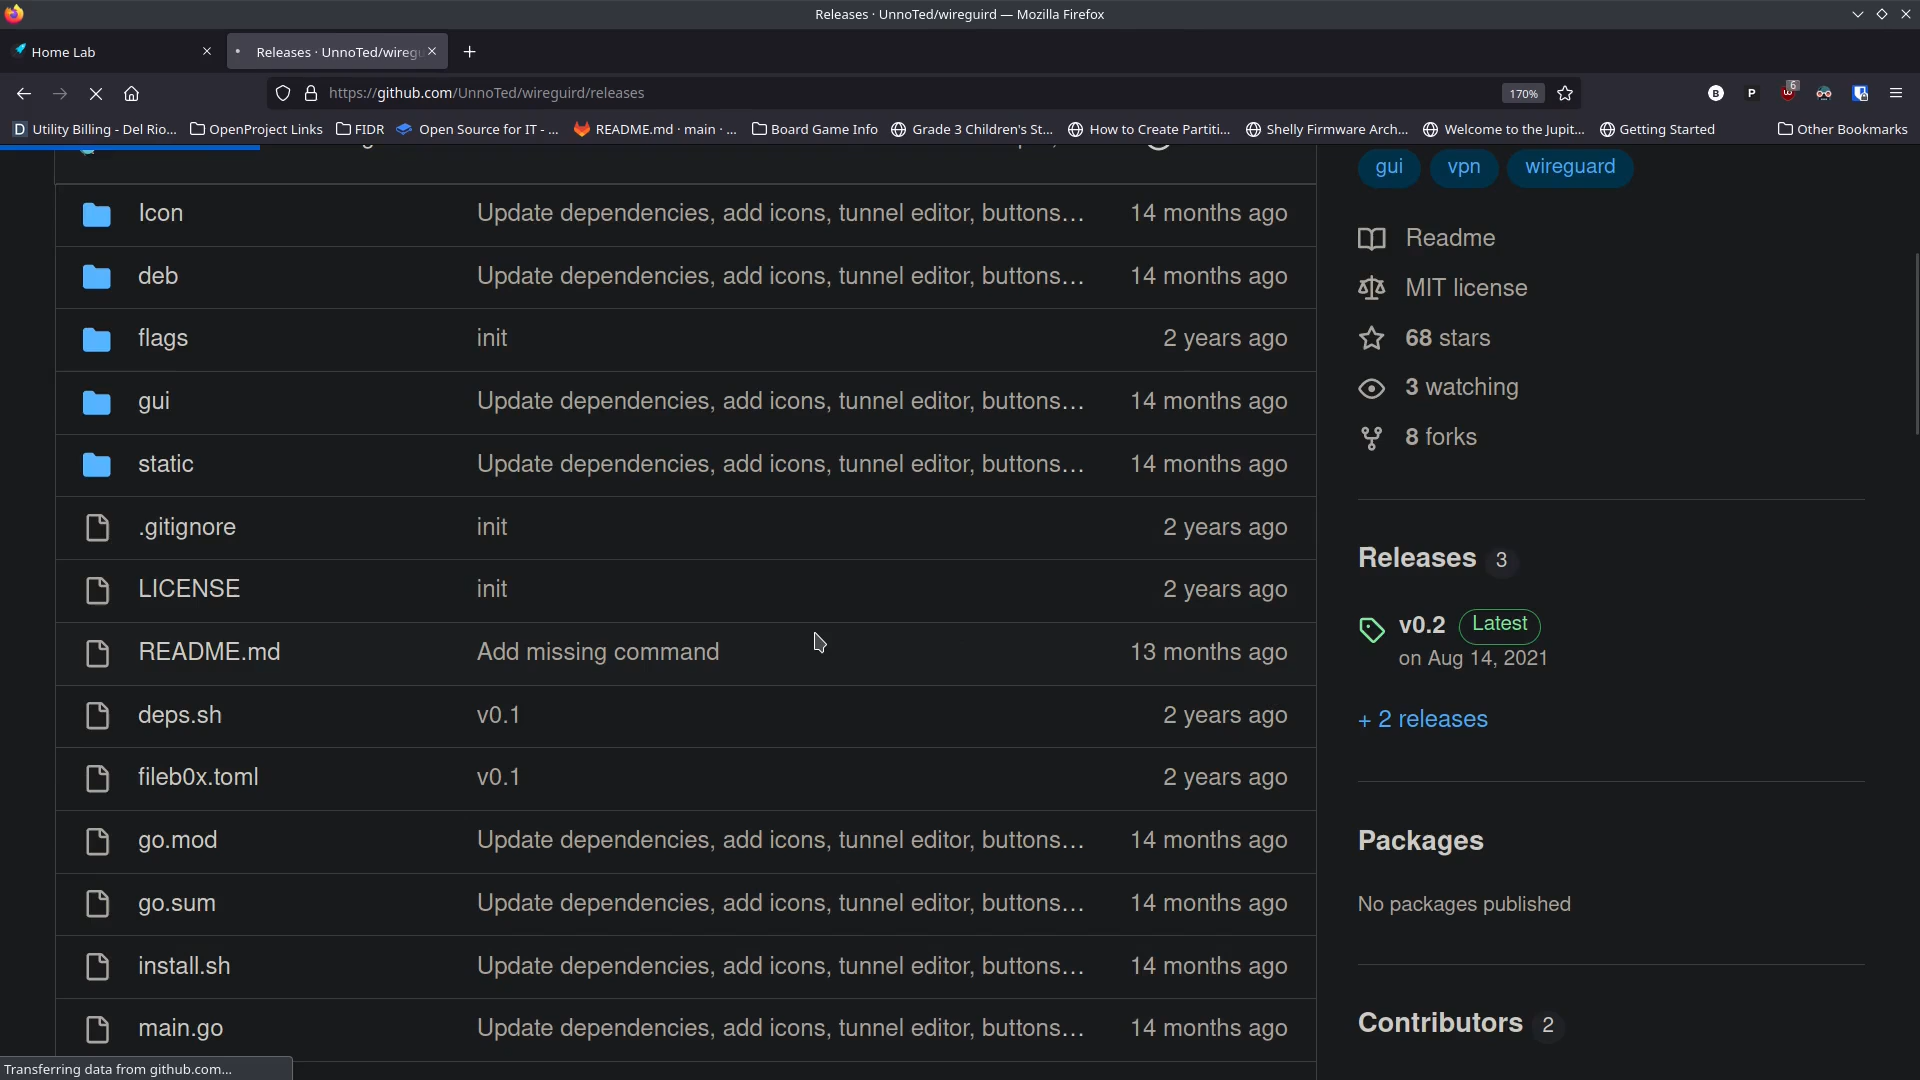 Releases · UnnoTed/wireguird — Mozilla Firefox
Home Lab
Releases · UnnoTed/wiregu
https://github.com/UnnoTed/wireguird/releases
170%
B P 6
Utility Billing - Del Rio... OpenProject Links FIDR Open Source for IT - ... README.md · main · ... Board Game Info Grade 3 Children's St... How to Create Partiti... Shelly Firmware Arch... Welcome to the Jupit... Getting Started Other Bookmarks
gui vpn wireguard
Icon Update dependencies, add icons, tunnel editor, buttons… 14 months ago
Readme
deb Update dependencies, add icons, tunnel editor, buttons… 14 months ago
MIT license
flags init 2 years ago
68 stars
gui Update dependencies, add icons, tunnel editor, buttons… 14 months ago
3 watching
8 forks
static Update dependencies, add icons, tunnel editor, buttons… 14 months ago
.gitignore init 2 years ago
Releases 3
LICENSE init 2 years ago
v0.2 Latest
on Aug 14, 2021
README.md Add missing command 13 months ago
deps.sh v0.1 2 years ago
+ 2 releases
fileb0x.toml v0.1 2 years ago
go.mod Update dependencies, add icons, tunnel editor, buttons… 14 months ago
Packages
No packages published
go.sum Update dependencies, add icons, tunnel editor, buttons… 14 months ago
install.sh Update dependencies, add icons, tunnel editor, buttons… 14 months ago
Contributors 2
main.go Update dependencies, add icons, tunnel editor, buttons… 14 months ago
Transferring data from github.com...